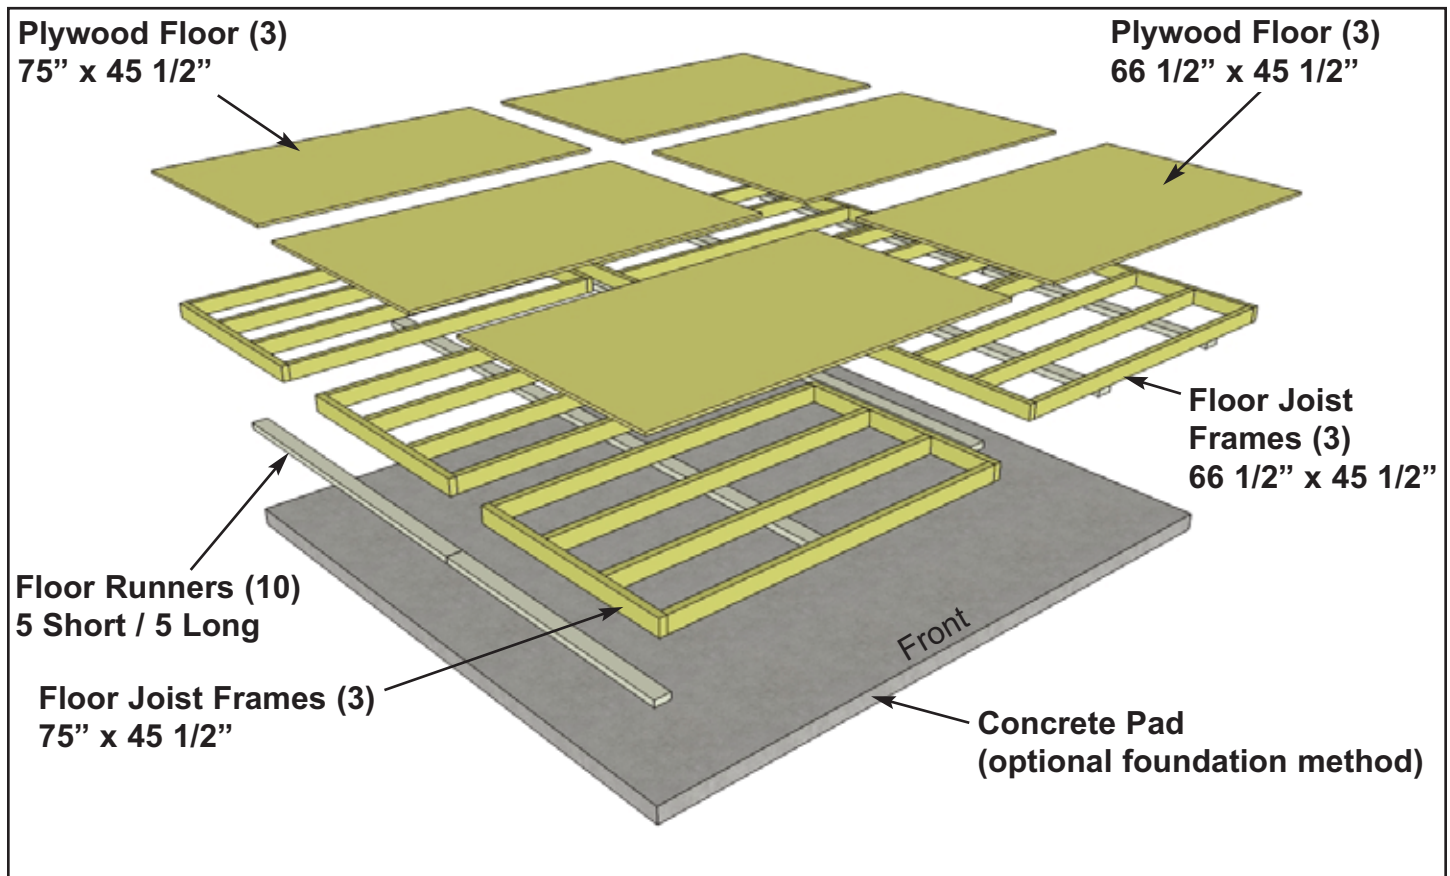 Plywood Floor (3)
75” x 45 1/2”
Plywood Floor (3)
66 1/2” x 45 1/2”
Floor Joist
Frames (3)
66 1/2” x 45 1/2”
Floor Runners (10)
5 Short / 5 Long
Front
Floor Joist Frames (3)
75” x 45 1/2”
Concrete Pad
(optional foundation method)